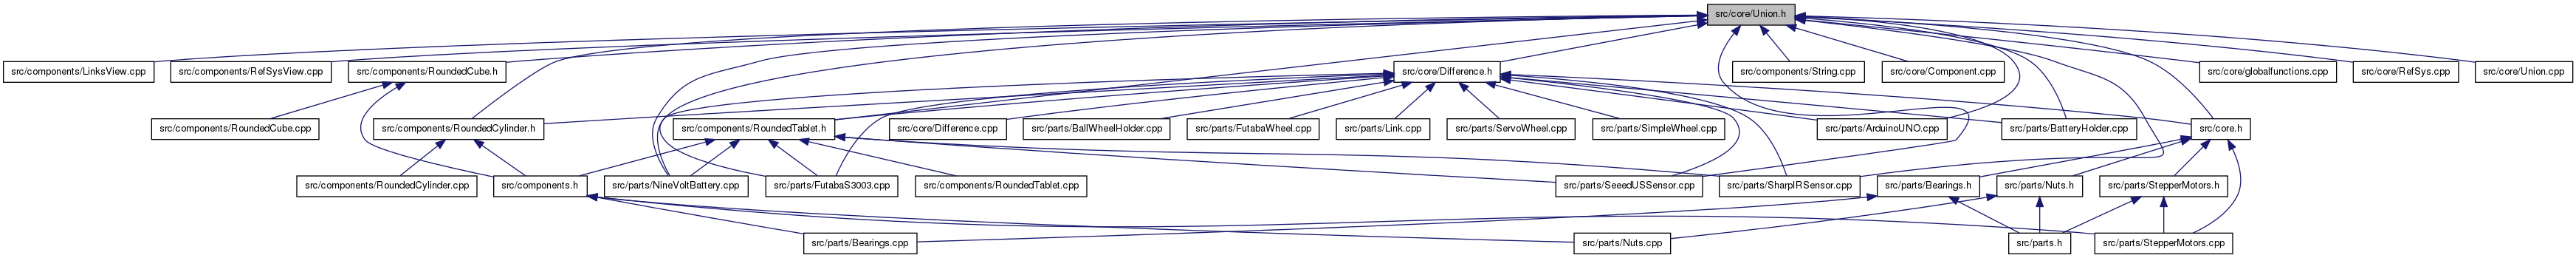 src/core/Union.h
src/components/LinksView.cpp
src/components/RefSysView.cpp
src/components/RoundedCube.h
src/core/Difference.h
src/components/String.cpp
src/core/Component.cpp
src/core/globalfunctions.cpp
src/core/RefSys.cpp
src/core/Union.cpp
src/components/RoundedCube.cpp
src/components/RoundedCylinder.h
src/components/RoundedTablet.h
src/core/Difference.cpp
src/parts/BallWheelHolder.cpp
src/parts/FutabaWheel.cpp
src/parts/Link.cpp
src/parts/ServoWheel.cpp
src/parts/SimpleWheel.cpp
src/parts/ArduinoUNO.cpp
src/parts/BatteryHolder.cpp
src/core.h
src/components/RoundedCylinder.cpp
src/components.h
src/parts/NineVoltBattery.cpp
src/parts/FutabaS3003.cpp
src/components/RoundedTablet.cpp
src/parts/SeeedUSSensor.cpp
src/parts/SharpIRSensor.cpp
src/parts/Bearings.h
src/parts/Nuts.h
src/parts/StepperMotors.h
src/parts/Bearings.cpp
src/parts/Nuts.cpp
src/parts.h
src/parts/StepperMotors.cpp